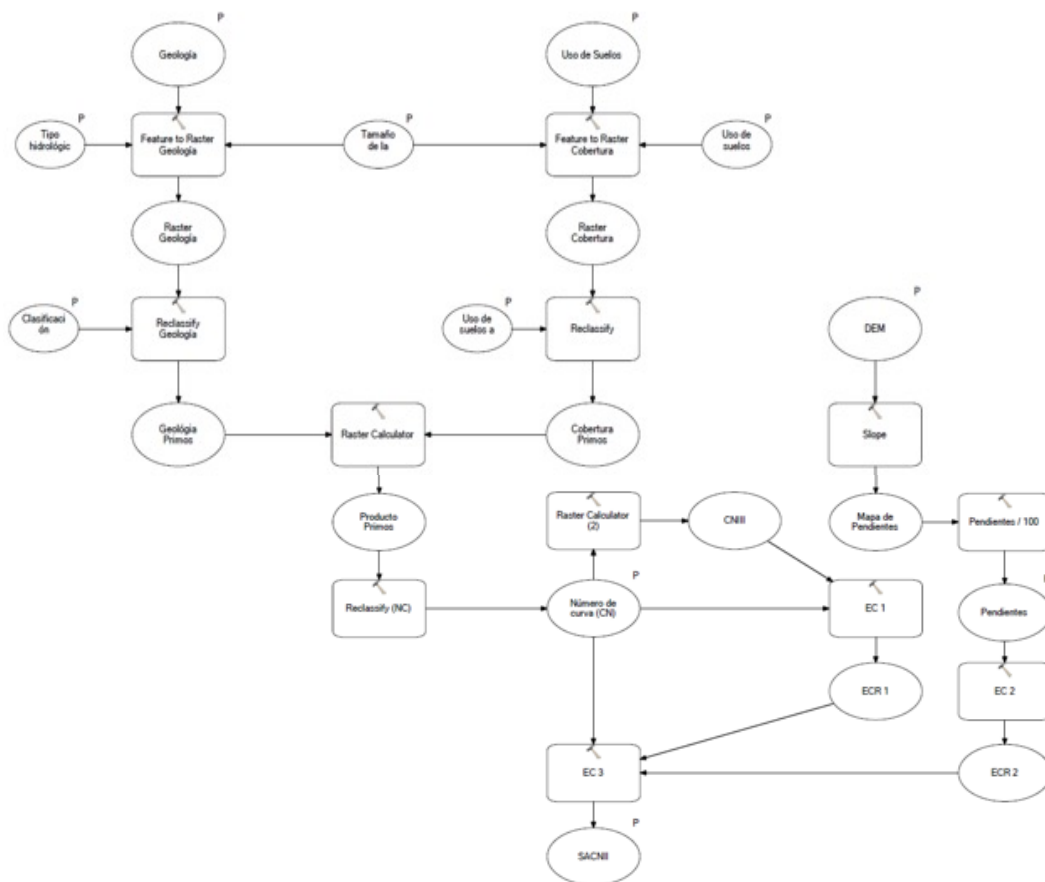 P
P
Geología
Uso de Suelos
P
P
P
Tipo
hidrológic
Feature to Raster
Geología
Tamaño
de la
Feature to Raster
Cobertura
Uso de
suelos
Raster
Geología
Raster
Cobertura
P
P
P
Clasificaci
ón
Reclassify
Geología
Uso de
suelos a
Reclassify
DEM
Geológia
Primos
Raster Calculator
Cobertura
Primos
Slope
Producto
Primos
Raster Calculator
(2)
CNIII
Mapa de
Pendientes
Pendientes / 100
P
Reclassify (NC)
Número de
curva (CN)
EC 1
Pendientes
ECR 1
EC 2
EC 3
ECR 2
P
SACNII